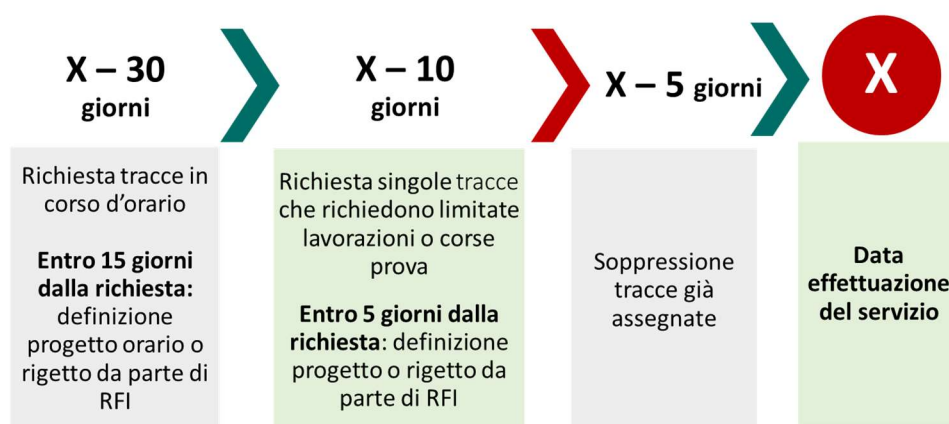 X – 30
giorni
Richiesta tracce in
corso d'orario
Entro 15 giorni
dalla richiesta:
definizione
progetto orario o
rigetto da parte di
RFI
X – 10
giorni
Richiesta singole tracce
che richiedono limitate
lavorazioni o corse
prova
Entro 5 giorni dalla
richiesta: definizione
progetto o rigetto da
parte di RFI
X – 5 giorni
Soppressione
tracce già
assegnate
X
Data
effettuazione
del servizio